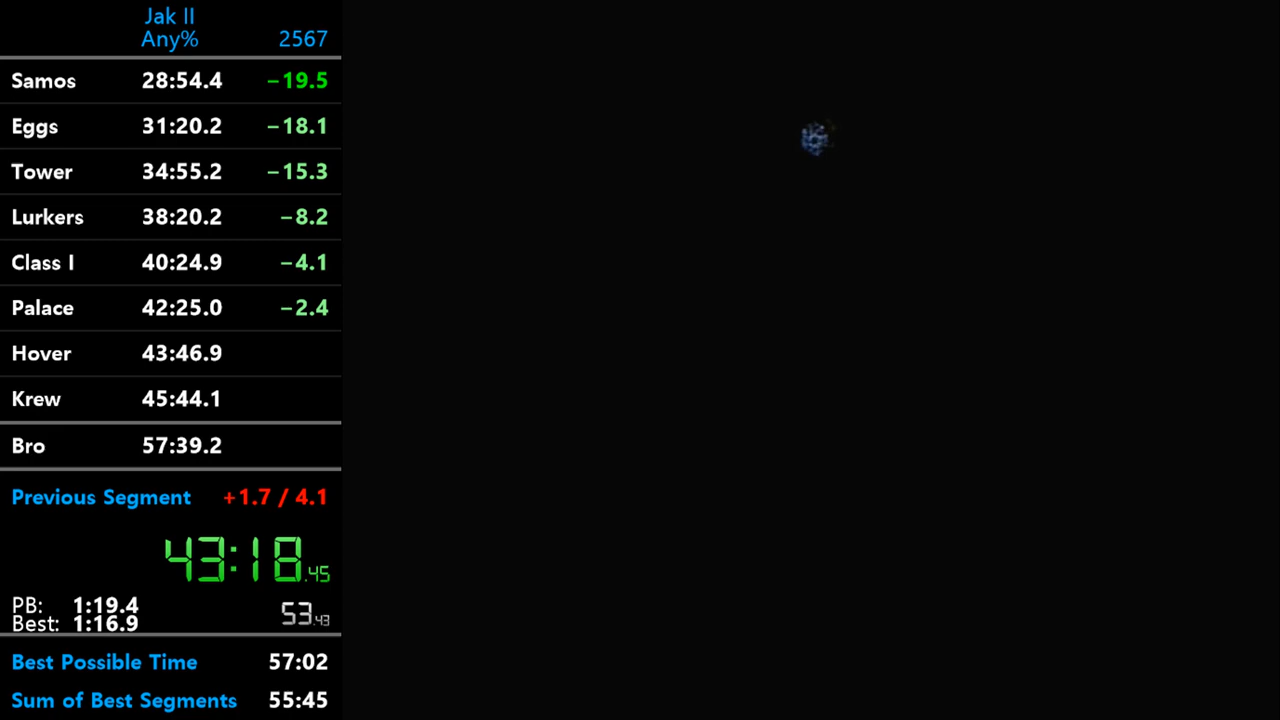 Jak II
Any% 2567
Samos 28:54.4 −19.5
Eggs 31:20.2 −18.1
Tower 34:55.2 −15.3
Lurkers 38:20.2 −8.2
Class I 40:24.9 −4.1
Palace 42:25.0 −2.4
Hover 43:46.9
Krew 45:44.1
Bro 57:39.2
Previous Segment +1.7 / 4.1
43:18.45
PB: 1:19.4
Best: 1:16.9 53.43
Best Possible Time 57:02
Sum of Best Segments 55:45